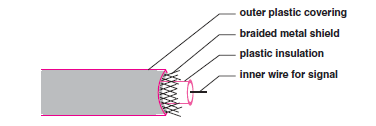 outer plastic covering
braided metal shield
plastic insulation
inner wire for signal